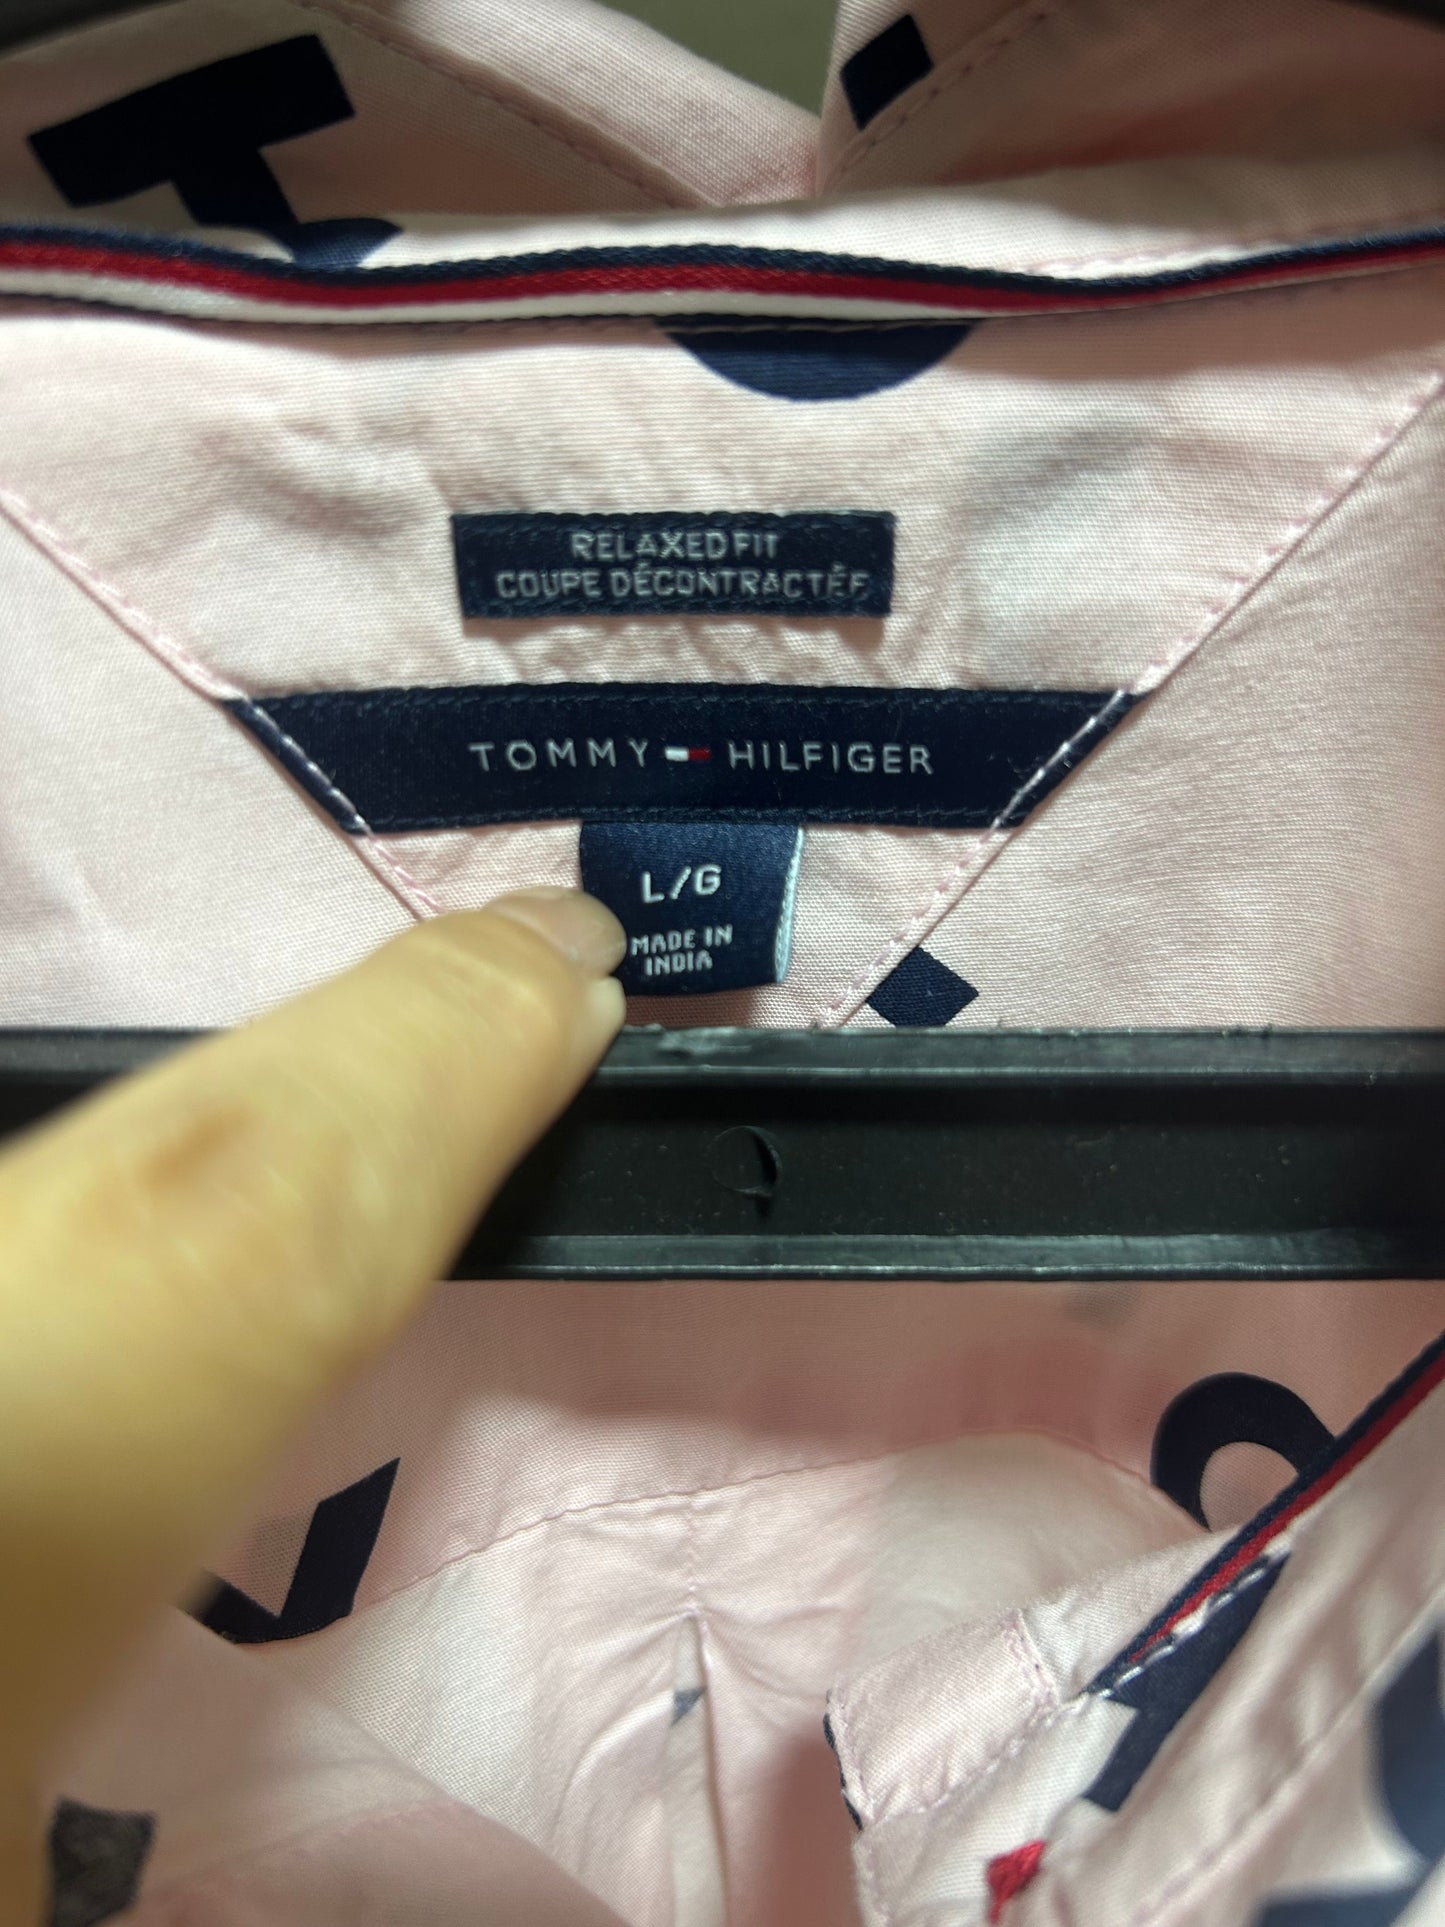 RELAXED FIT
COUPE DÉCONTRACTÉE
TOMMY HILFIGER
L/G
MADE IN
INDIA